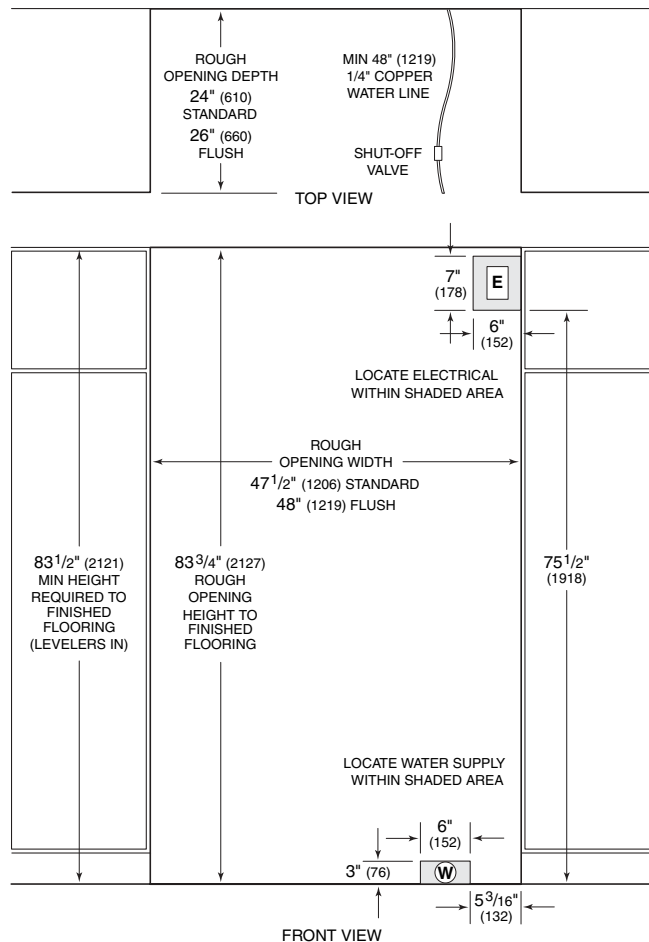 ROUGH
OPENING DEPTH
24" (610)
STANDARD
26" (660)
FLUSH
MIN 48" (1219)
1/4" COPPER
WATER LINE
SHUT-OFF
VALVE
TOP VIEW
7"
(178)
E
6"
(152)
LOCATE ELECTRICAL
WITHIN SHADED AREA
ROUGH
OPENING WIDTH
47 1/2" (1206) STANDARD
48" (1219) FLUSH
83 1/2" (2121)
MIN HEIGHT
REQUIRED TO
FINISHED
FLOORING
(LEVELERS IN)
83 3/4" (2127)
ROUGH
OPENING
HEIGHT TO
FINISHED
FLOORING
75 1/2"
(1918)
LOCATE WATER SUPPLY
WITHIN SHADED AREA
6"
(152)
3" (76)
W
5 3/16"
(132)
FRONT VIEW